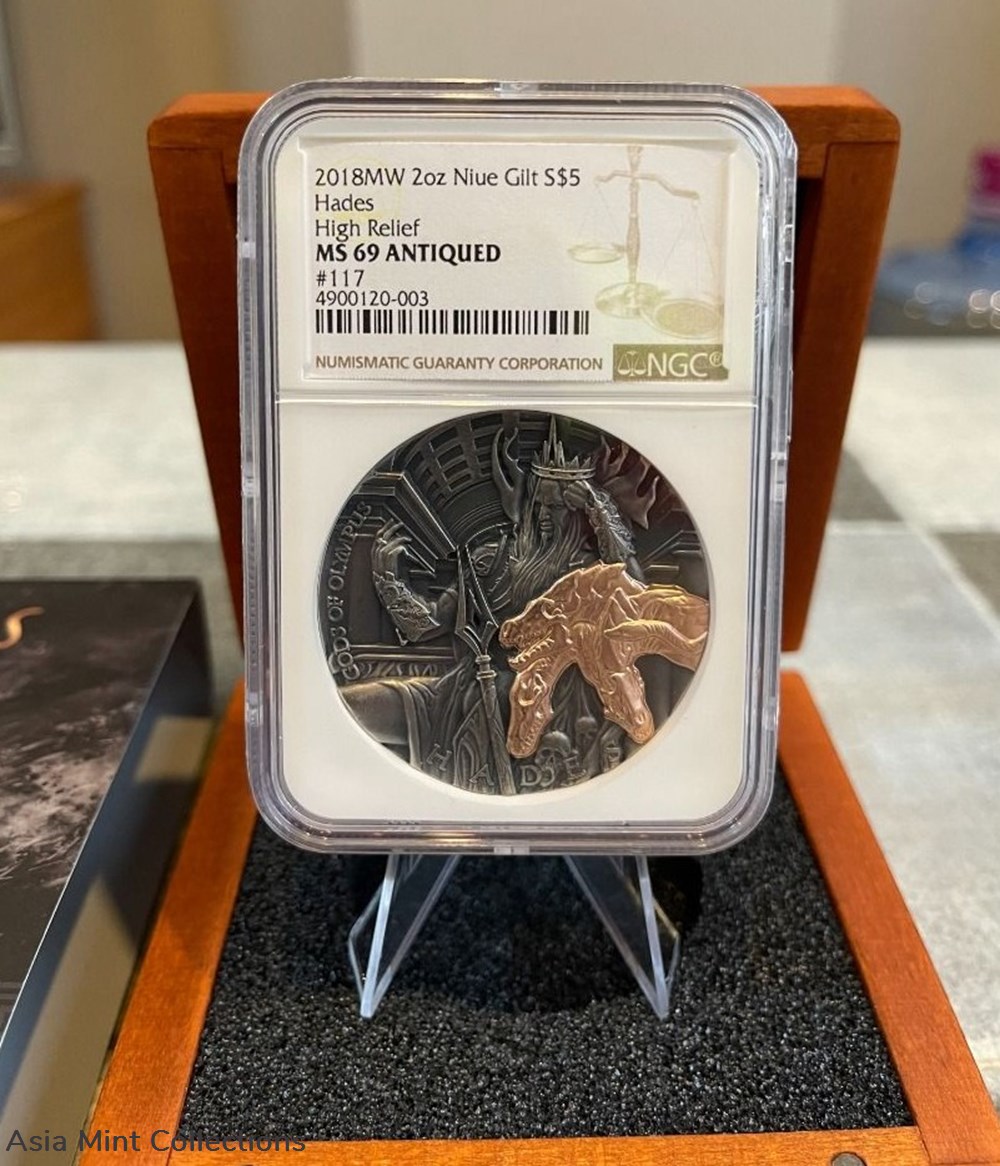 2018MW 2oz Niue Gilt S$5
Hades
High Relief
MS 69 ANTIQUED
#117
4900120-003
NUMISMATIC GUARANTY CORPORATION
NGC®
GODS OF OLYMPUS
HADES
S
Asia Mint Collections